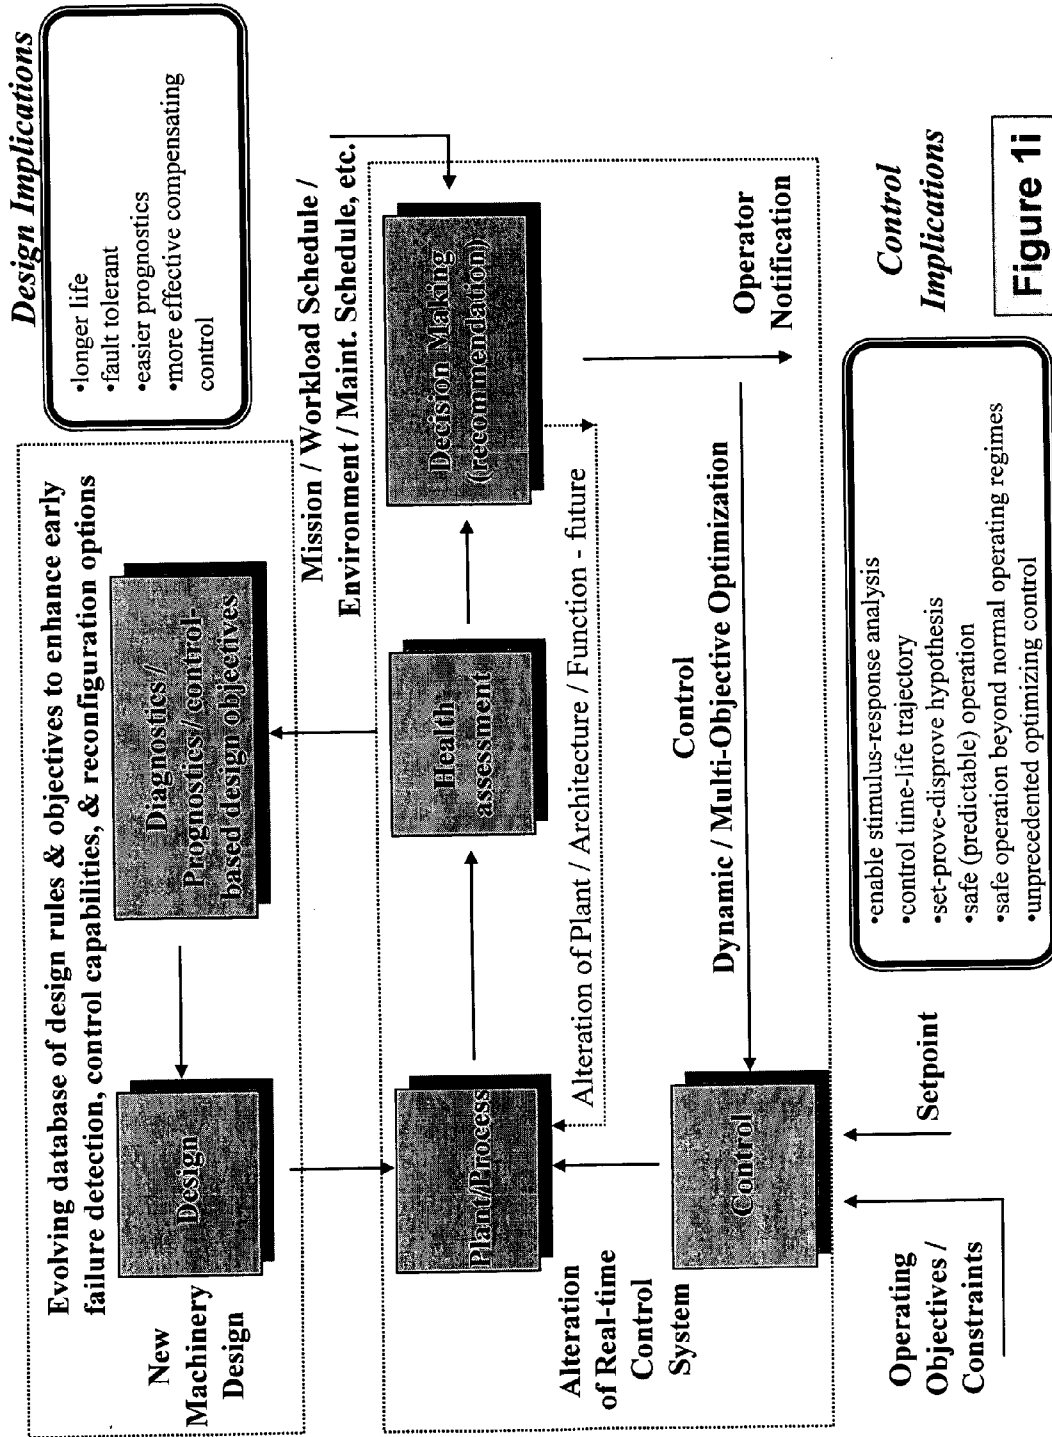 Design Implications
•longer life
•fault tolerant
•easier prognostics
•more effective compensating
control
Evolving database of design rules & objectives to enhance early
failure detection, control capabilities, & reconfiguration options
New
Machinery
Design
Design
Diagnostics/
Prognostics/ control-
based design objectives
Mission / Workload Schedule /
Environment / Maint. Schedule, etc.
Plant/Process
Health
assessment
Decision Making
(recommendation)
Alteration of Plant / Architecture / Function - future
Alteration
of Real-time
Control
System
Control
Control
Dynamic / Multi-Objective Optimization
Operator
Notification
Operating
Objectives /
Constraints
Setpoint
•enable stimulus-response analysis
•control time-life trajectory
•set-prove-disprove hypothesis
•safe (predictable) operation
•safe operation beyond normal operating regimes
•unprecedented optimizing control
Control
Implications
Figure 1i